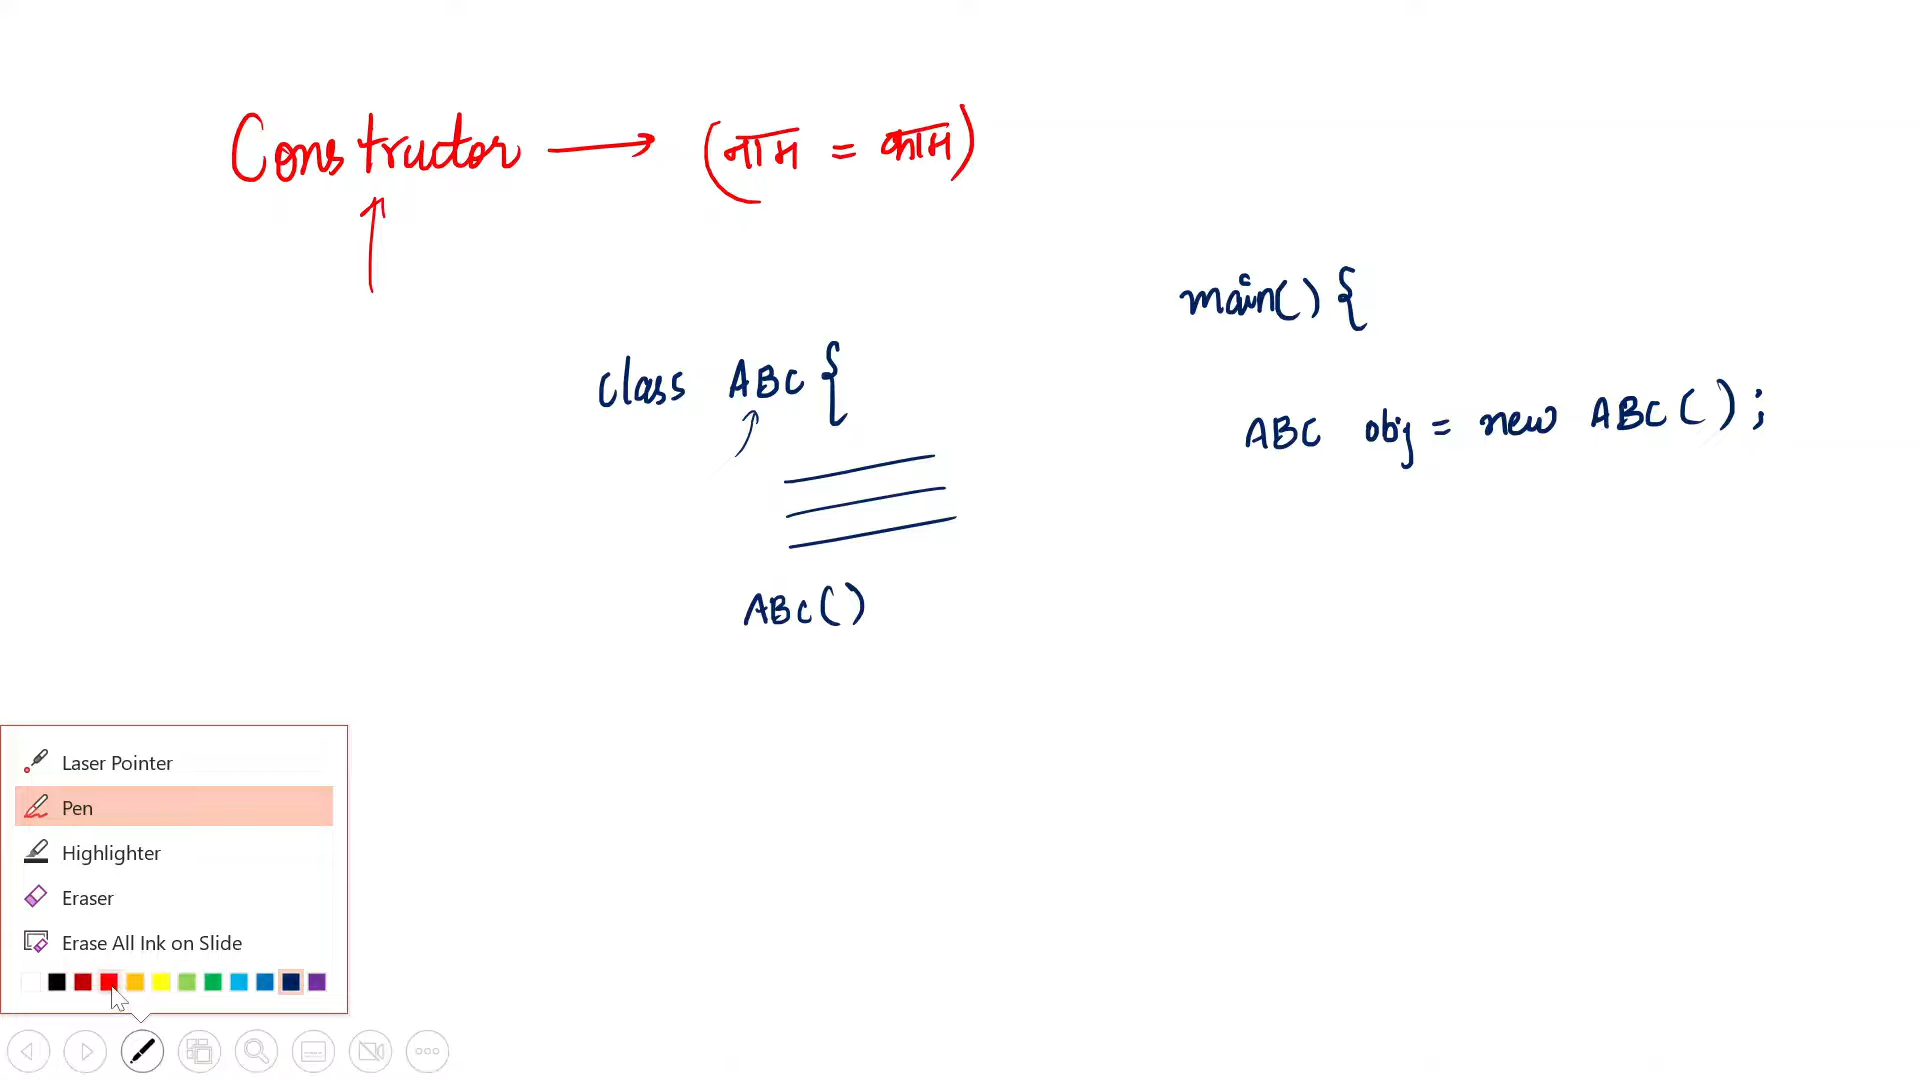 Constructor → (नाम = काम)
main() {
class ABC {
ABC obj = new ABC();
ABC()
Laser Pointer
Pen
Highlighter
Eraser
Erase All Ink on Slide